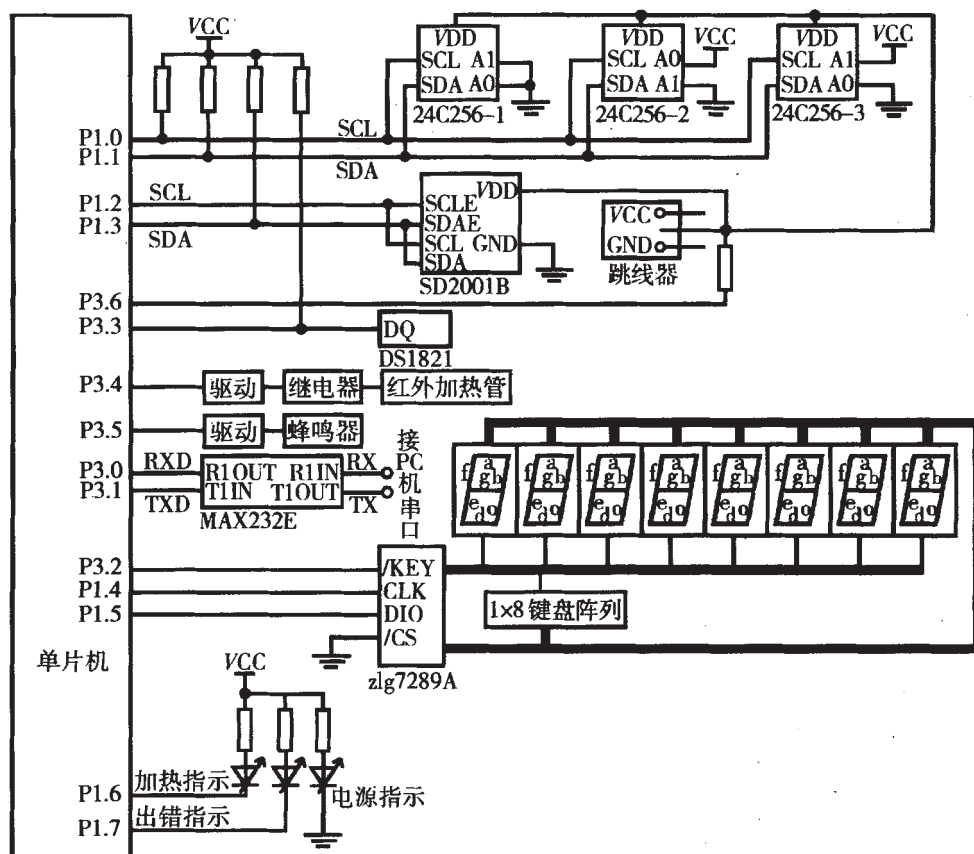 VCC
VDD
SCL A1
SDA A0
24C256-1
VDD
SCL A0
SDA A1
24C256-2
VCC
VDD
SCL A1
SDA A0
24C256-3
VCC
P1.0
SCL
P1.1
SDA
P1.2
SCL
P1.3
SDA
VDD
SCLE
SDAE
SCL GND
SDA
SD2001B
VCC
GND
跳线器
P3.6
P3.3
DQ
DS1821
P3.4
驱动
继电器
红外加热管
P3.5
驱动
蜂鸣器
P3.0
RXD
R1OUT R1IN
RX
P3.1
TXD
T1IN T1OUT
TX
MAX232E
接PC机串口
a
f g b
e d
a
f g b
e d
a
f g b
e d
a
f g b
e d
a
f g b
e d
a
f g b
e d
a
f g b
e d
a
f g b
e d
P3.2
/KEY
P1.4
CLK
P1.5
DIO
/CS
zlg7289A
1×8键盘阵列
单片机
VCC
P1.6
加热指示
电源指示
P1.7
出错指示